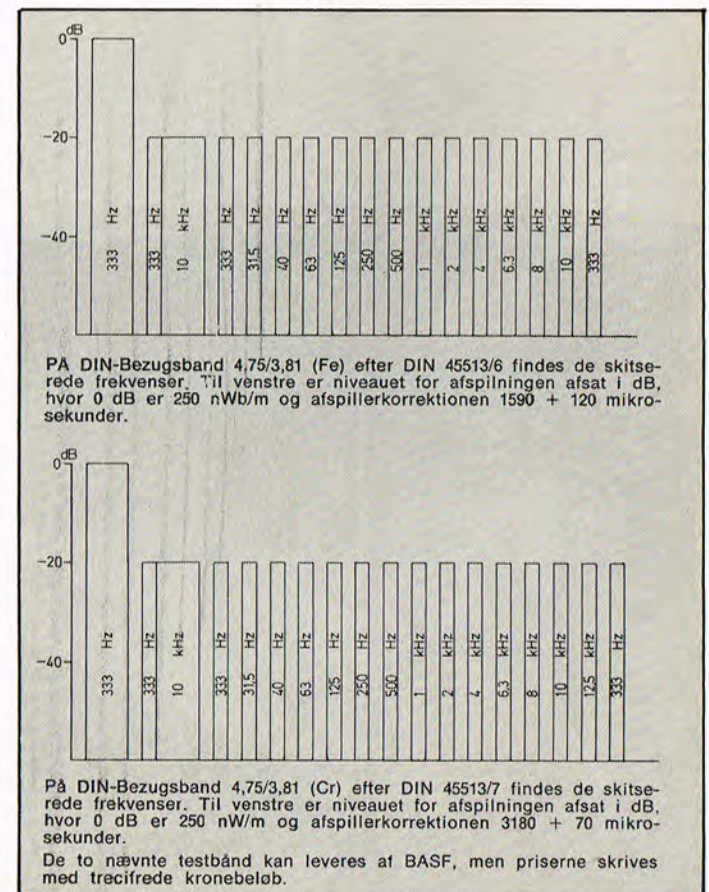 dB
0
-20
-40
333 Hz
333 Hz
10 kHz
333 Hz
31,5 Hz
40 Hz
63 Hz
125 Hz
250 Hz
500 Hz
1 kHz
2 kHz
4 kHz
6.3 kHz
8 kHz
10 kHz
333 Hz
PÅ DIN-Bezugsband 4,75/3,81 (Fe) efter DIN 45513/6 findes de skitse-
rede frekvenser. Til venstre er niveauet for afspilningen afsat i dB,
hvor 0 dB er 250 nWb/m og afspillerkorrektionen 1590 + 120 mikro-
sekunder.
dB
0
-20
-40
333 Hz
333 Hz
10 kHz
333 Hz
31,5 Hz
40 Hz
63 Hz
125 Hz
250 Hz
500 Hz
1 kHz
2 kHz
4 kHz
6,3 kHz
8 kHz
10 kHz
12,5 kHz
333 Hz
På DIN-Bezugsband 4,75/3,81 (Cr) efter DIN 45513/7 findes de skitse-
rede frekvenser. Til venstre er niveauet for afspilningen afsat i dB,
hvor 0 dB er 250 nW/m og afspillerkorrektionen 3180 + 70 mikro-
sekunder.
De to nævnte testbånd kan leveres af BASF, men priserne skrives
med trecifrede kronebeløb.